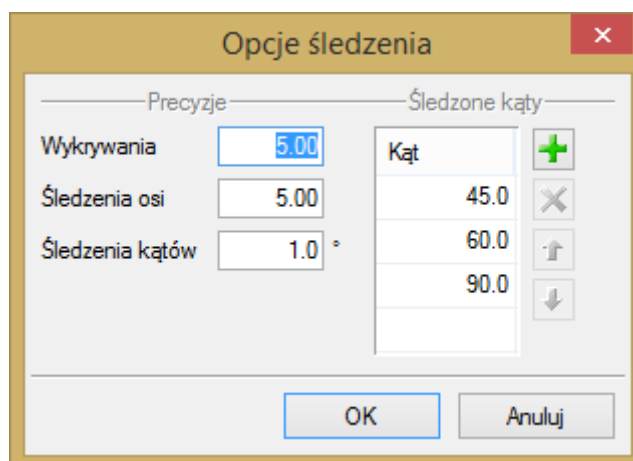 Opcje śledzenia
Precyzje
Wykrywania 5.00
Śledzenia osi 5.00
Śledzenia kątów 1.0 °
Śledzone kąty
Kąt
45.0
60.0
90.0
OK Anuluj